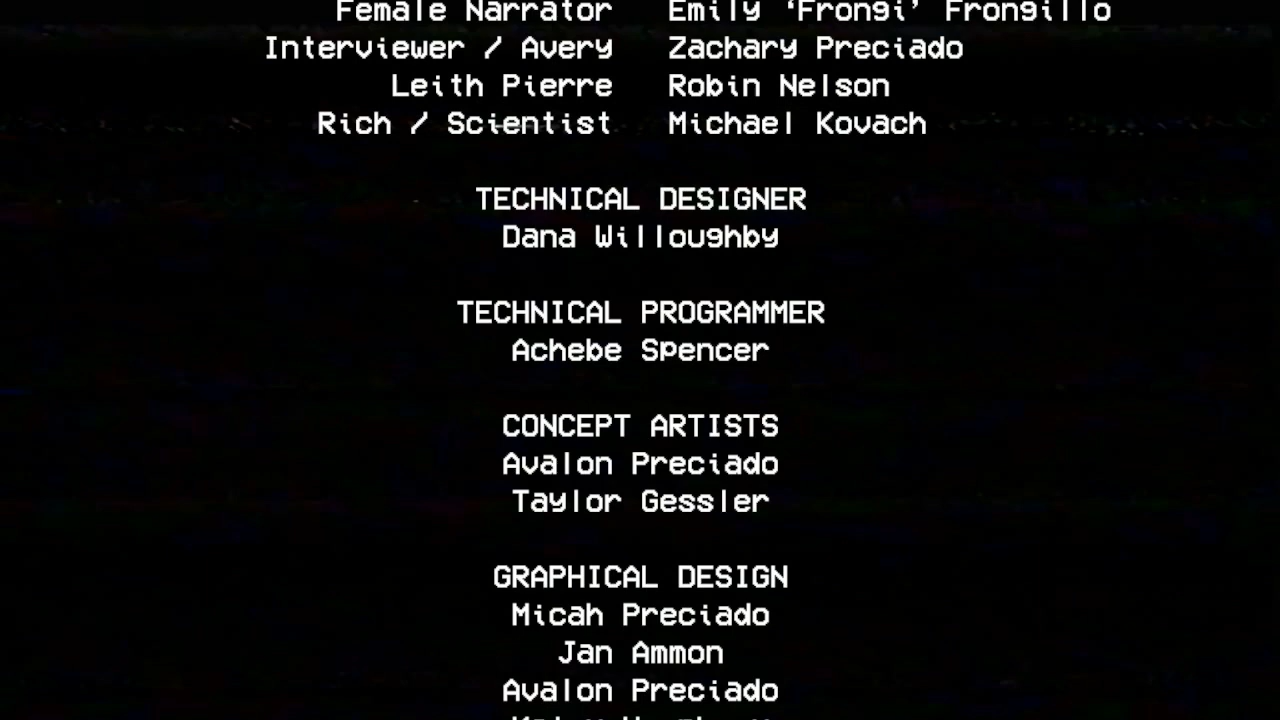 Female Narrator Emily ‘Frongi’ Frongillo
Interviewer / Avery Zachary Preciado
Leith Pierre Robin Nelson
Rich / Scientist Michael Kovach
TECHNICAL DESIGNER
Dana Willoughby
TECHNICAL PROGRAMMER
Achebe Spencer
CONCEPT ARTISTS
Avalon Preciado
Taylor Gessler
GRAPHICAL DESIGN
Micah Preciado
Jan Ammon
Avalon Preciado